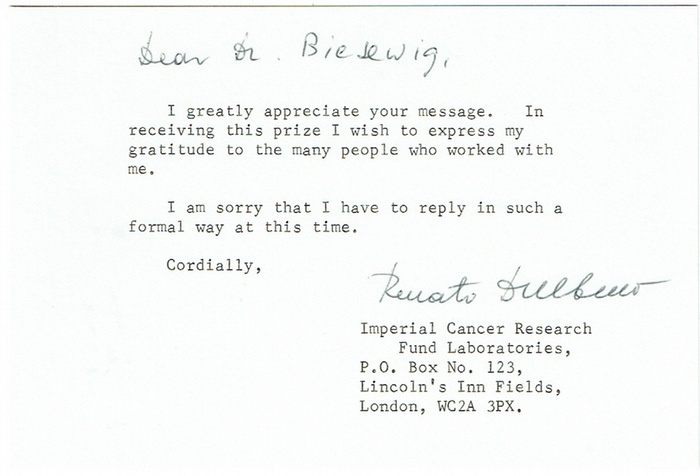 Dear Dr. Biesewig,
I greatly appreciate your message. In
receiving this prize I wish to express my
gratitude to the many people who worked with
me.
I am sorry that I have to reply in such a
formal way at this time.
Cordially,
Renato Dulbecco
Imperial Cancer Research
Fund Laboratories,
P.O. Box No. 123,
Lincoln's Inn Fields,
London, WC2A 3PX.